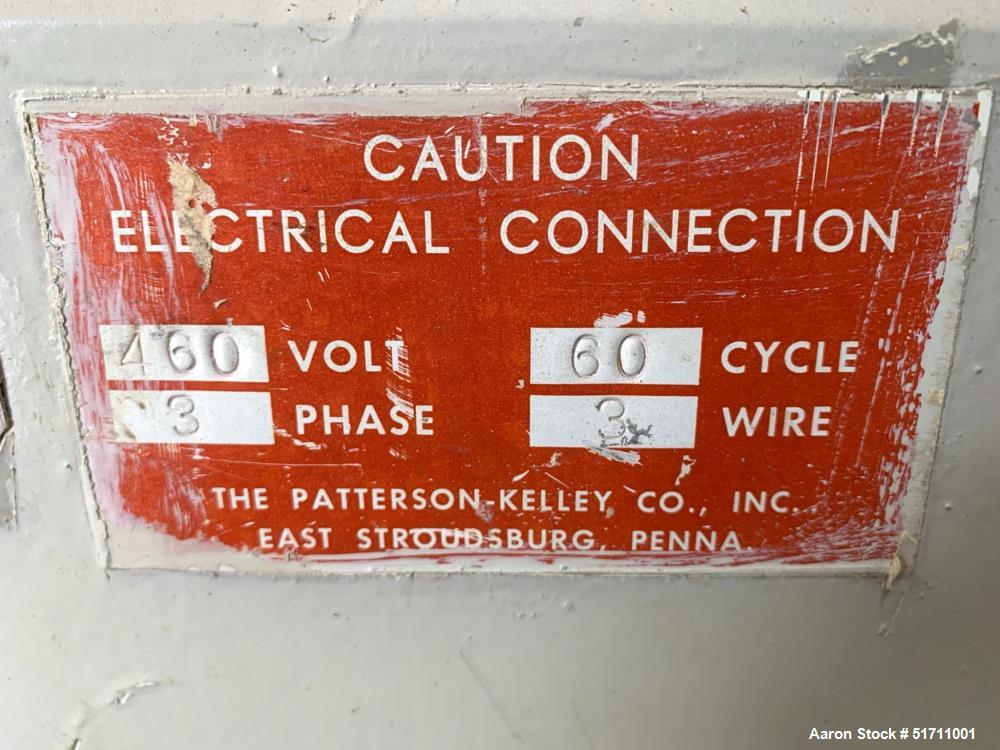 CAUTION
ELECTRICAL CONNECTION
460 VOLT 60 CYCLE
3 PHASE 3 WIRE
THE PATTERSON-KELLEY CO., INC.
EAST STROUDSBURG, PENNA.
Aaron Stock # 51711001